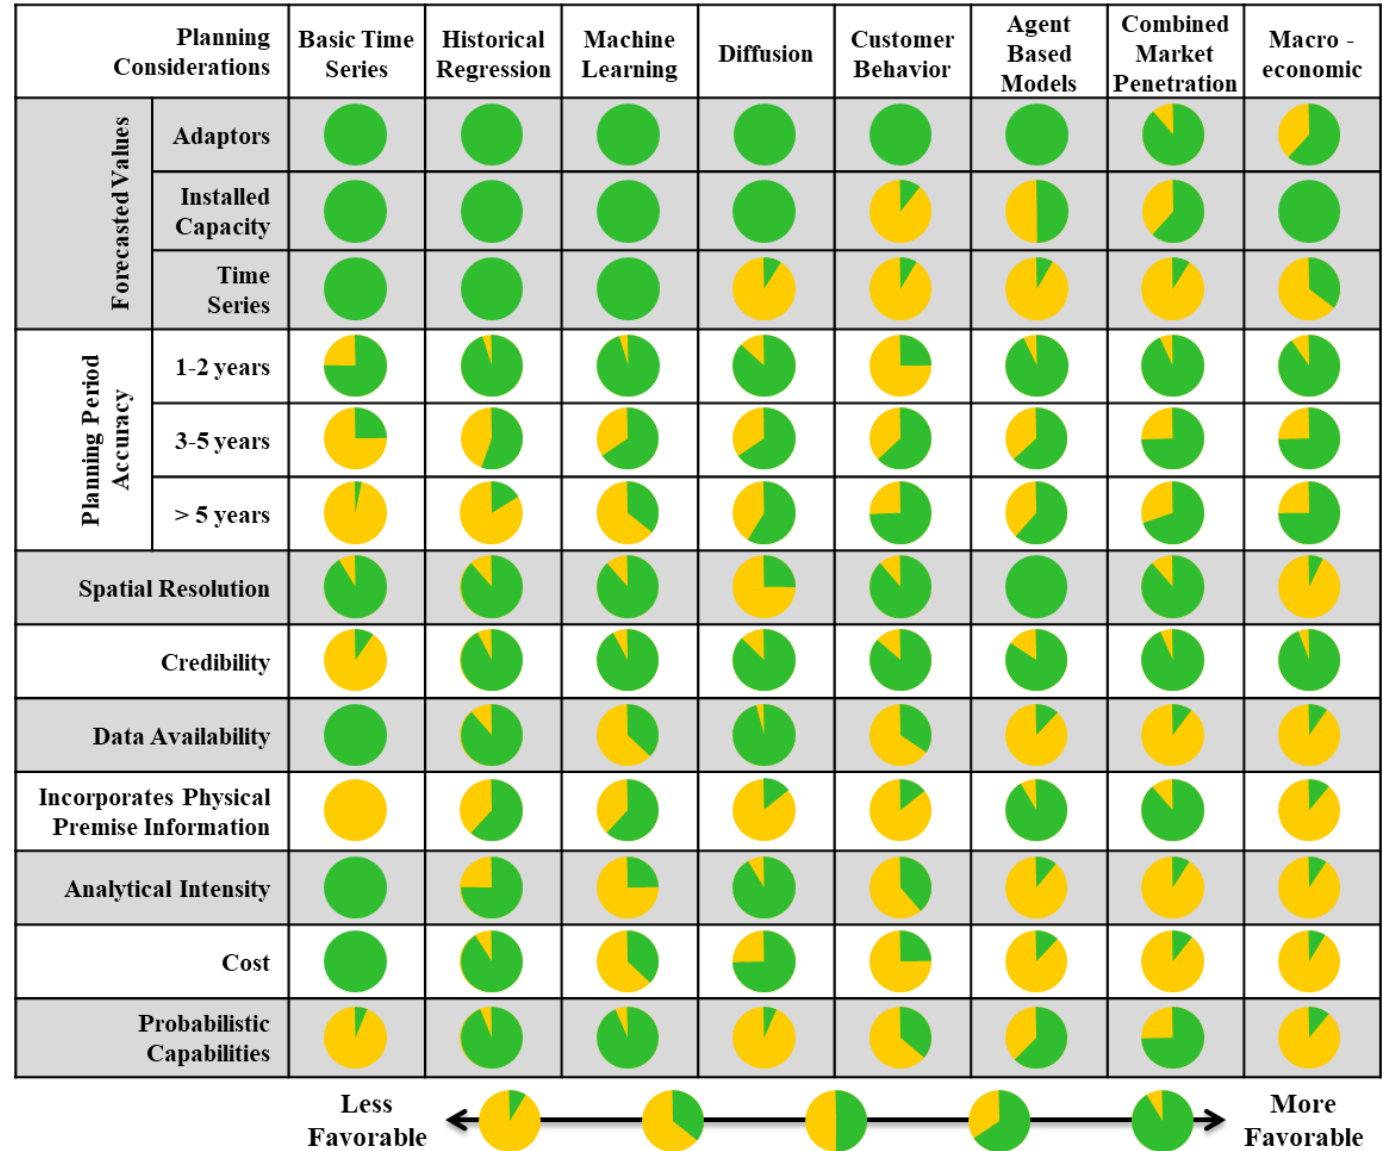 Planning
Considerations
Basic Time
Series
Historical
Regression
Machine
Learning
Diffusion
Customer
Behavior
Agent
Based
Models
Combined
Market
Penetration
Macro -
economic
Forecasted Values
Adaptors
Installed
Capacity
Time
Series
Planning Period
Accuracy
1-2 years
3-5 years
> 5 years
Spatial Resolution
Credibility
Data Availability
Incorporates Physical
Premise Information
Analytical Intensity
Cost
Probabilistic
Capabilities
Less
Favorable
More
Favorable